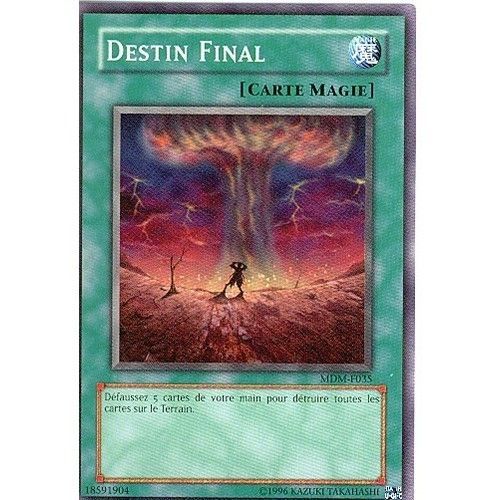 DESTIN FINAL
魔
[CARTE MAGIE]
MDM-F035
Défaussez 5 cartes de votre main pour détruire toutes les
cartes sur le Terrain.
18591904
©1996 KAZUKI TAKAHASHI